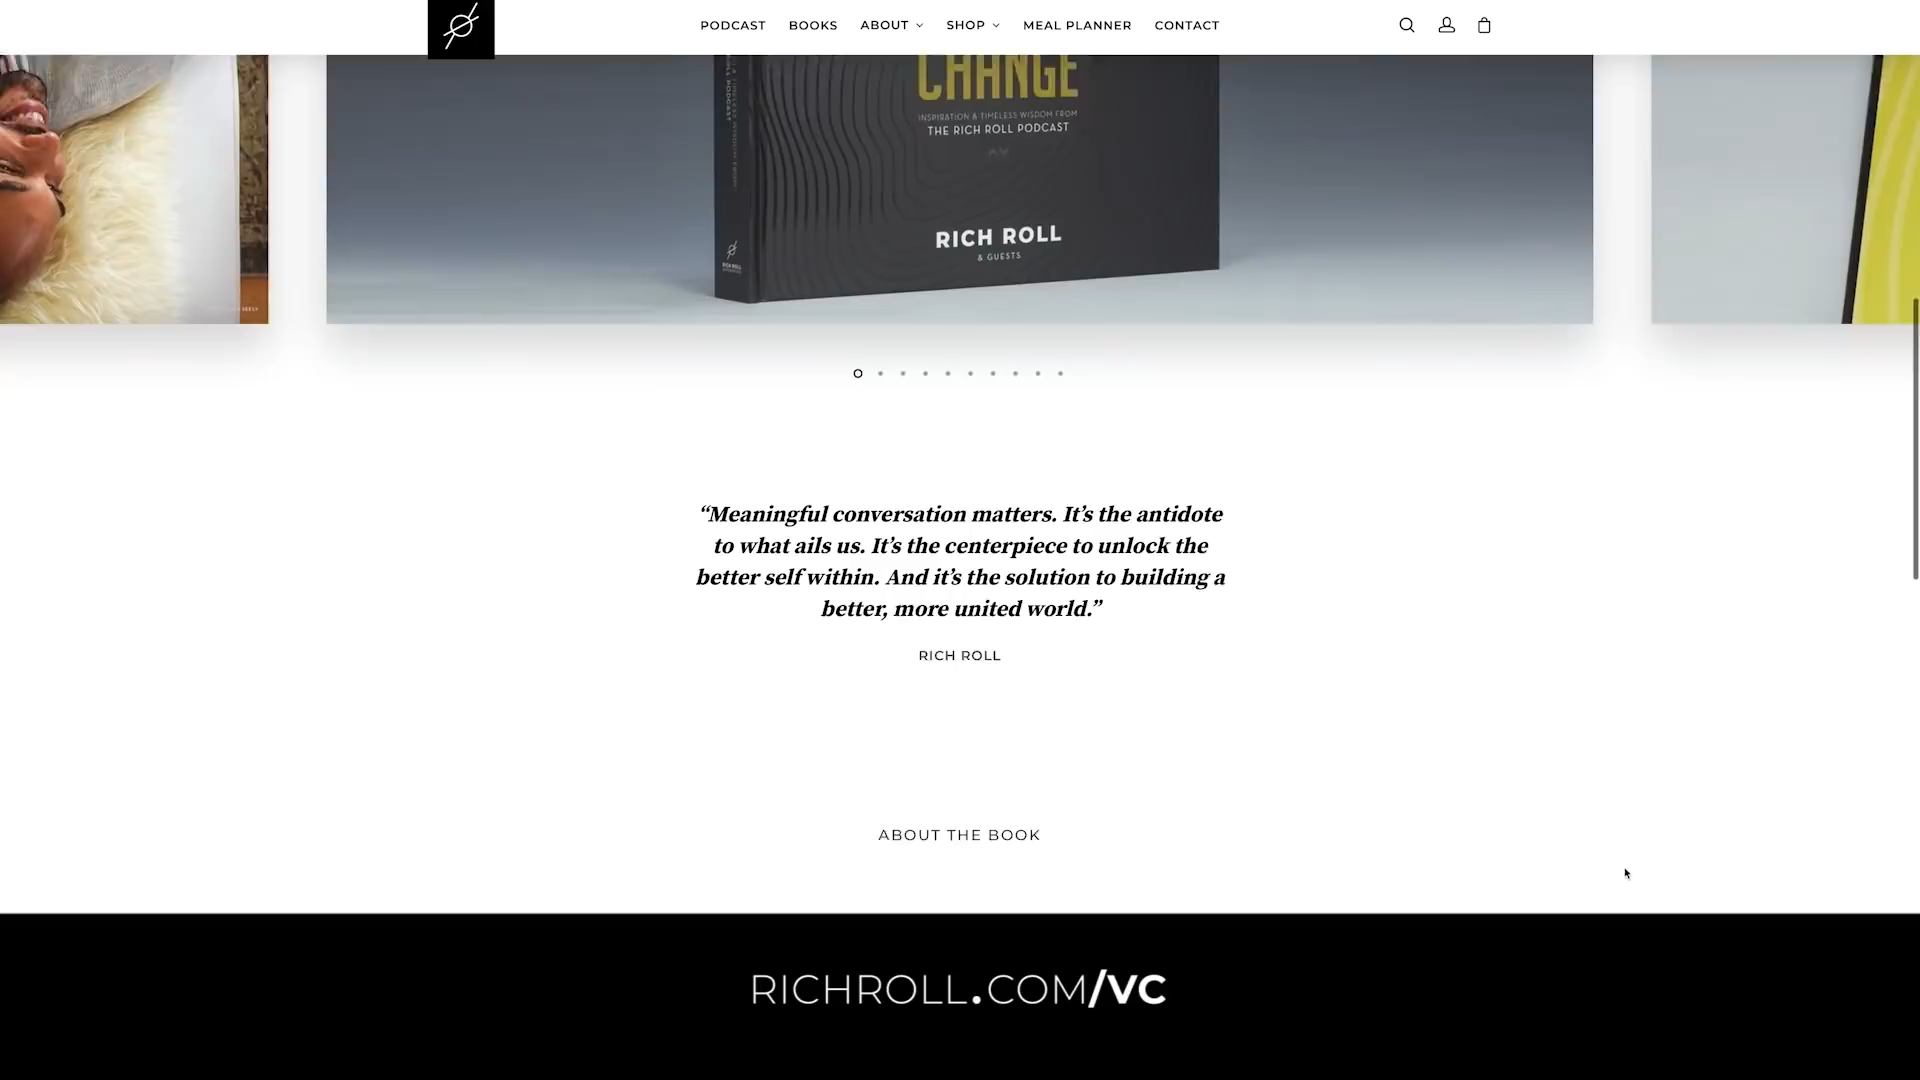 PODCAST BOOKS ABOUT SHOP MEAL PLANNER CONTACT
CHANGE
INSPIRATION & TIMELESS WISDOM FROM
THE RICH ROLL PODCAST
RICH ROLL
& GUESTS
“Meaningful conversation matters. It’s the antidote
to what ails us. It’s the centerpiece to unlock the
better self within. And it’s the solution to building a
better, more united world.”
RICH ROLL
ABOUT THE BOOK
RICHROLL.COM/VC